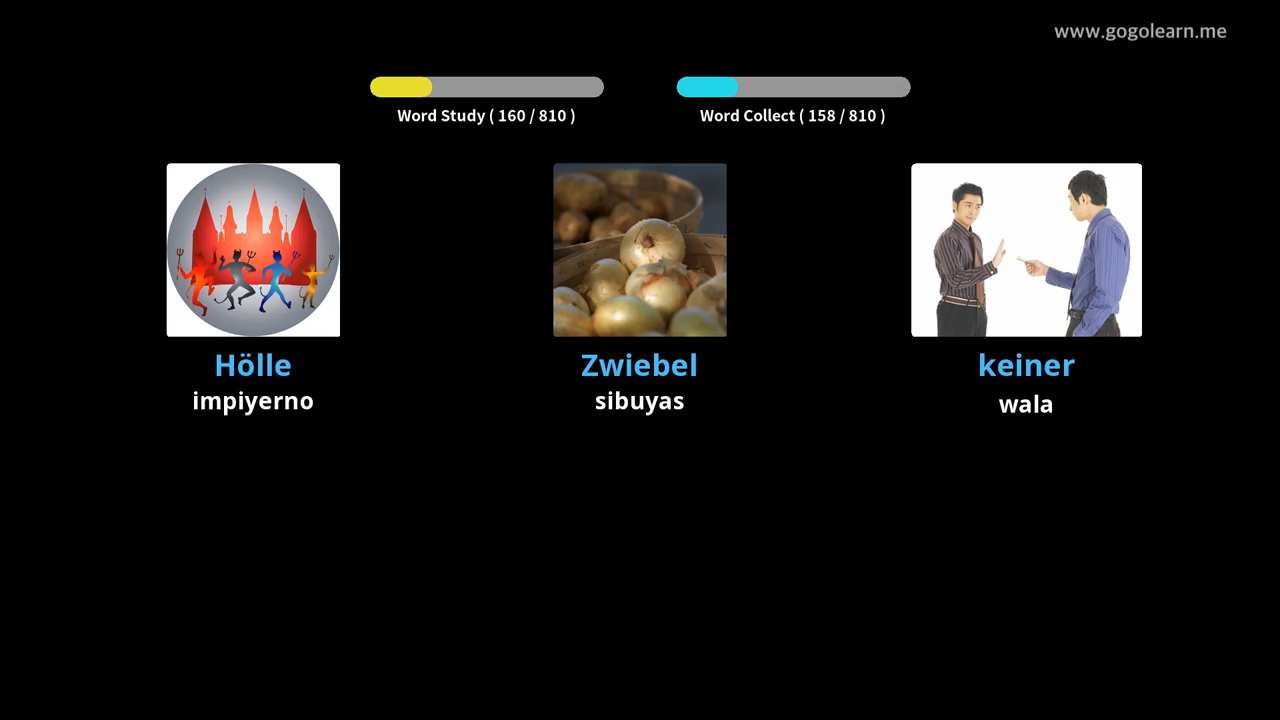 www.gogolearn.me
Word Study ( 160 / 810 )
Word Collect ( 158 / 810 )
Hölle
impiyerno
Zwiebel
sibuyas
keiner
wala